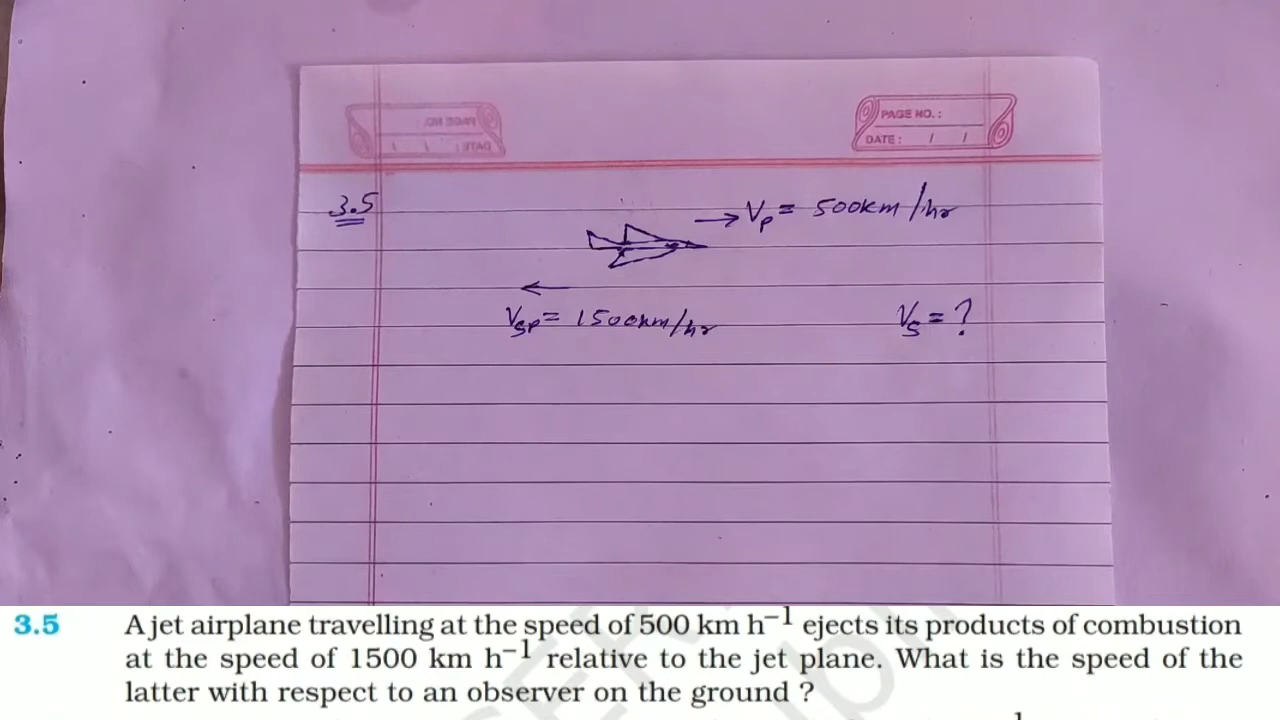 PAGE NO.:
DATE: / /
3.5
→ Vp = 500km/hr
←
Vsp = 1500km/hr Vs = ?
3.5 A jet airplane travelling at the speed of 500 km h⁻¹ ejects its products of combustion
at the speed of 1500 km h⁻¹ relative to the jet plane. What is the speed of the
latter with respect to an observer on the ground ?